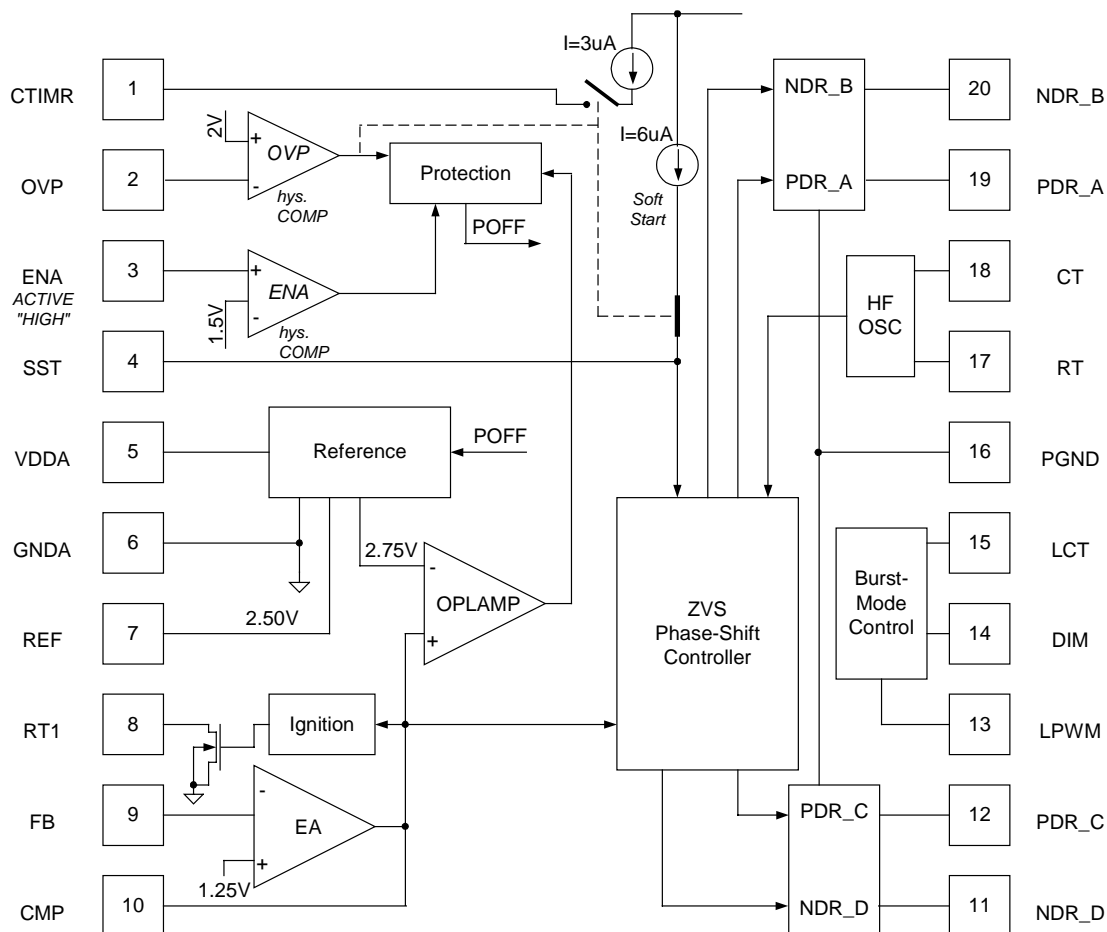 I=3uA
CTIMR
1
NDR_B
20
NDR_B
2V
+
OVP
-
I=6uA
OVP
2
hys.
COMP
Protection
Soft
Start
PDR_A
19
PDR_A
POFF
ENA
ACTIVE
"HIGH"
3
+
ENA
-
1.5V
hys.
COMP
HF
OSC
18
CT
SST
4
17
RT
VDDA
5
Reference
POFF
16
PGND
GNDA
6
2.75V
-
OPLAMP
+
ZVS
Phase-Shift
Controller
Burst-
Mode
Control
15
LCT
REF
7
2.50V
14
DIM
RT1
8
Ignition
13
LPWM
FB
9
-
EA
+
1.25V
PDR_C
12
PDR_C
CMP
10
NDR_D
11
NDR_D